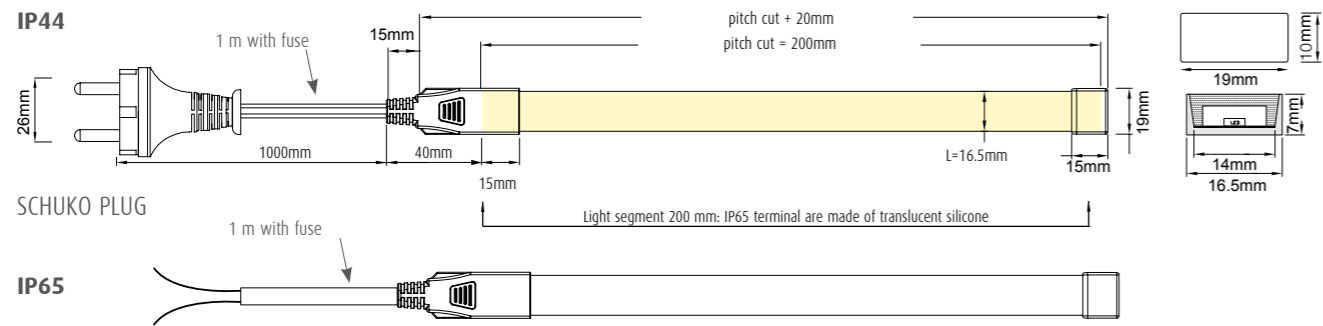 IP44
pitch cut + 20mm
pitch cut = 200mm
1 m with fuse
15mm
26mm
1000mm
40mm
15mm
L=16.5mm
15mm
19mm
10mm
19mm
LED
7mm
14mm
16.5mm
SCHUKO PLUG
Light segment 200 mm: IP65 terminal are made of translucent silicone
1 m with fuse
IP65